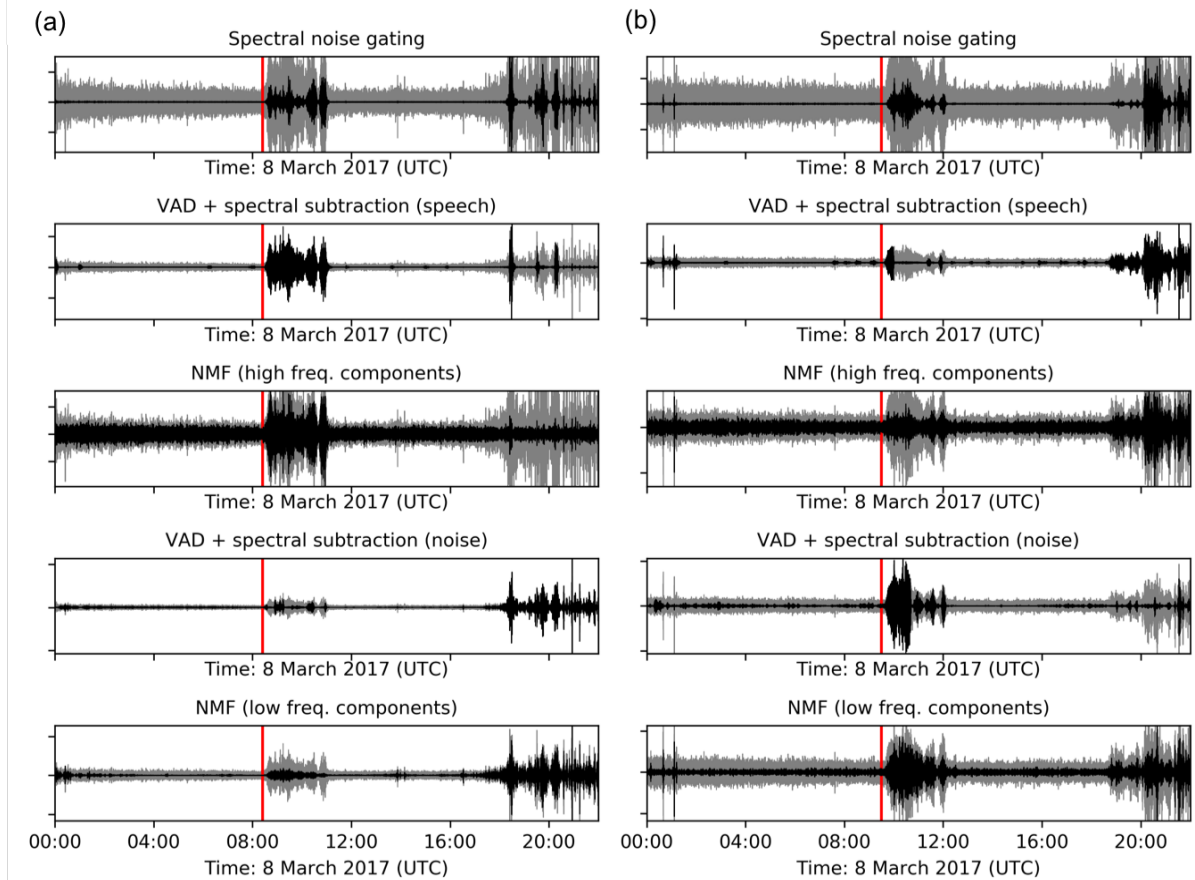 (a)
Spectral noise gating
Time: 8 March 2017 (UTC)
VAD + spectral subtraction (speech)
Time: 8 March 2017 (UTC)
NMF (high freq. components)
Time: 8 March 2017 (UTC)
VAD + spectral subtraction (noise)
Time: 8 March 2017 (UTC)
NMF (low freq. components)
00:00 04:00 08:00 12:00 16:00 20:00
Time: 8 March 2017 (UTC)
(b)
Spectral noise gating
Time: 8 March 2017 (UTC)
VAD + spectral subtraction (speech)
Time: 8 March 2017 (UTC)
NMF (high freq. components)
Time: 8 March 2017 (UTC)
VAD + spectral subtraction (noise)
Time: 8 March 2017 (UTC)
NMF (low freq. components)
00:00 04:00 08:00 12:00 16:00 20:00
Time: 8 March 2017 (UTC)